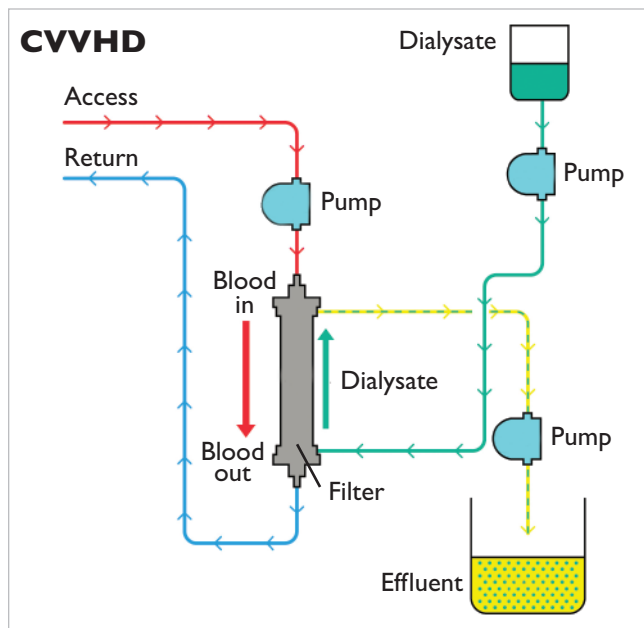 CVVHD
Dialysate
Access
Return
Pump
Pump
Blood
in
Dialysate
Blood
out
Pump
Filter
Effluent